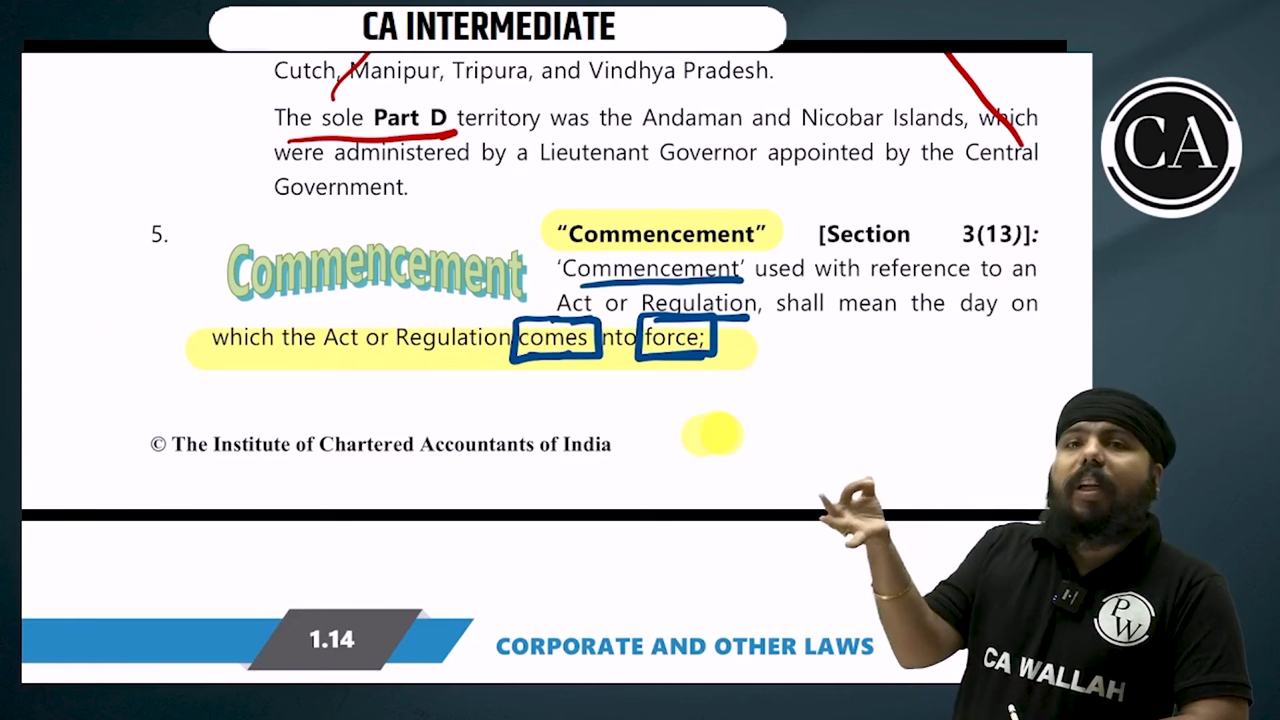 CA INTERMEDIATE
Cutch, Manipur, Tripura, and Vindhya Pradesh.
The sole Part D territory was the Andaman and Nicobar Islands, which
were administered by a Lieutenant Governor appointed by the Central
Government.
CA
5.
Commencement
“Commencement” [Section 3(13)]:
‘Commencement’ used with reference to an
Act or Regulation, shall mean the day on
which the Act or Regulation comes into force;
© The Institute of Chartered Accountants of India
1.14
CORPORATE AND OTHER LAWS
PW
CA WALLAH